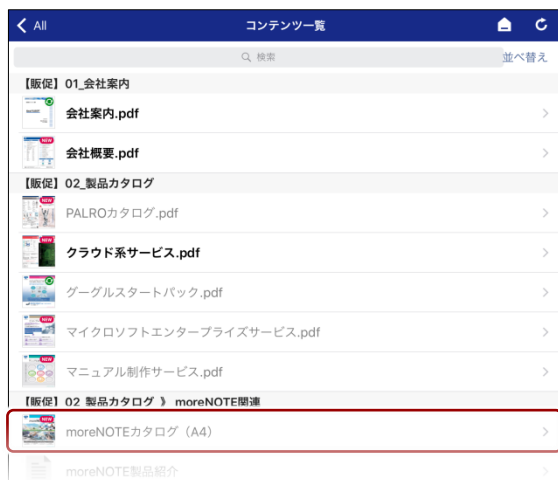 All
コンテンツ一覧
検索
並べ替え
【販促】01_会社案内
会社案内.pdf
NEW
会社概要.pdf
【販促】02_製品カタログ
NEW
PALROカタログ.pdf
NEW
クラウド系サービス.pdf
グーグルスタートパック.pdf
NEW
マイクロソフトエンタープライズサービス.pdf
NEW
マニュアル制作サービス.pdf
【販促】02_製品カタログ 》 moreNOTE関連
NEW
moreNOTEカタログ（A4）
moreNOTE製品紹介